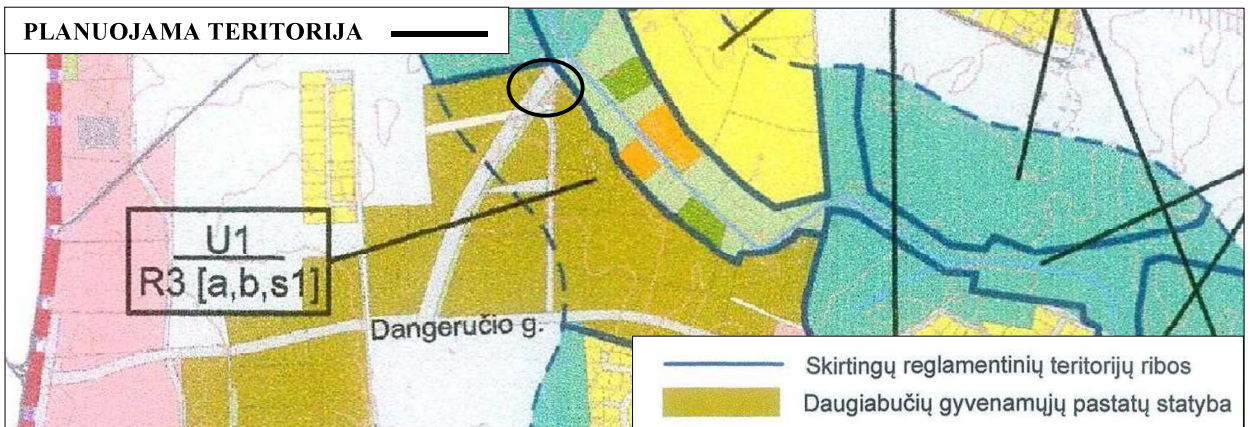 PLANUOJAMA TERITORIJA
U1
R3 [a,b,s1]
Dangeručio g.
Skirtingų reglamentinių teritorijų ribos
Daugiabučių gyvenamųjų pastatų statyba